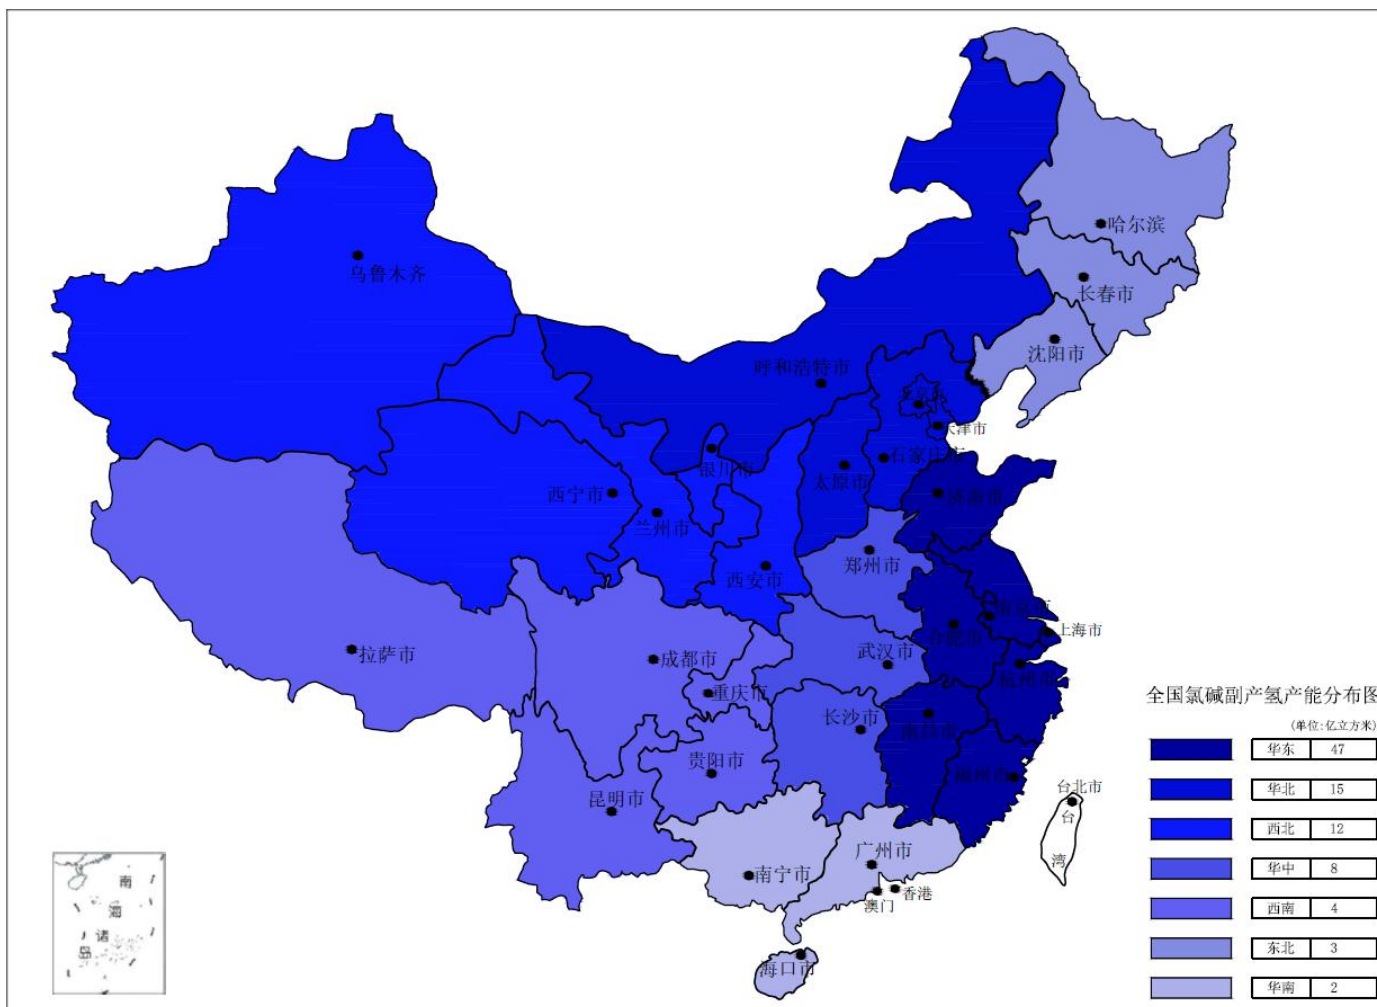 哈尔滨
乌鲁木齐
长春市
沈阳市
呼和浩特市
北京市
天津市
石家庄市
银川市
太原市
西宁市
济南市
兰州市
郑州市
西安市
南京市
合肥市
上海市
拉萨市
成都市
武汉市
杭州市
重庆市
长沙市
南昌市
贵阳市
福州市
昆明市
台北市
台
湾
广州市
南宁市
香港
澳门
海口市
南
海
诸
岛
全国氯碱副产氢产能分布图
(单位:亿立方米)
华东 47
华北 15
西北 12
华中 8
西南 4
东北 3
华南 2